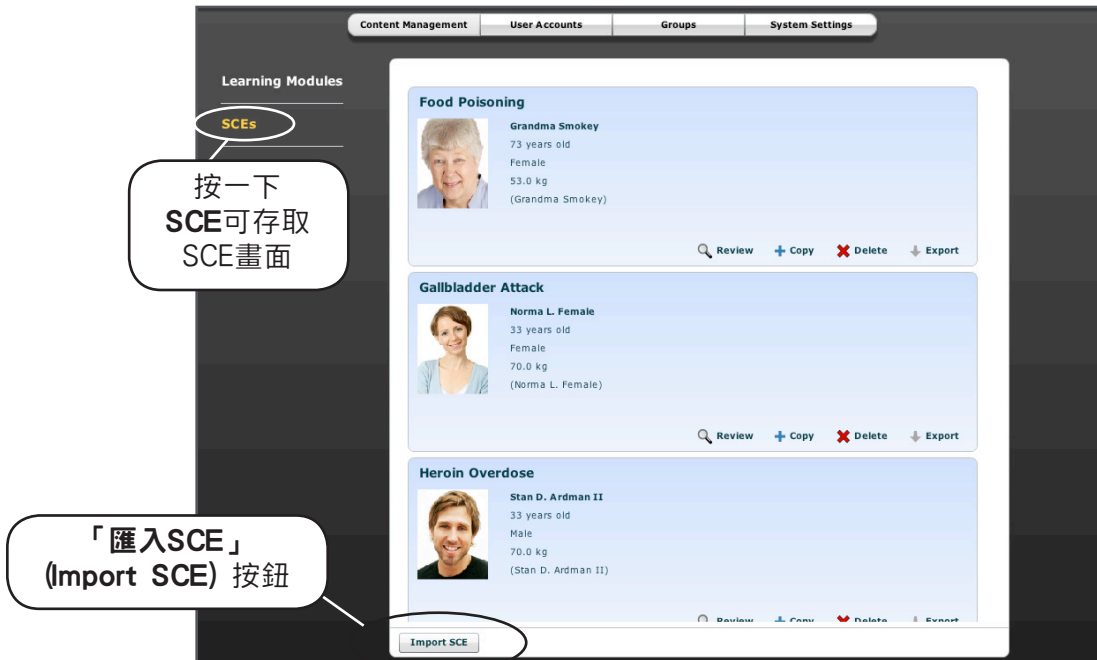 Content Management User Accounts Groups System Settings
Learning Modules
SCEs
按一下
SCE可存取
SCE畫面
Food Poisoning
Grandma Smokey
73 years old
Female
53.0 kg
(Grandma Smokey)
Review Copy Delete Export
Gallbladder Attack
Norma L. Female
33 years old
Female
70.0 kg
(Norma L. Female)
Review Copy Delete Export
Heroin Overdose
Stan D. Ardman II
33 years old
Male
70.0 kg
(Stan D. Ardman II)
Review Copy Delete Export
「匯入SCE」
(Import SCE) 按鈕
Import SCE